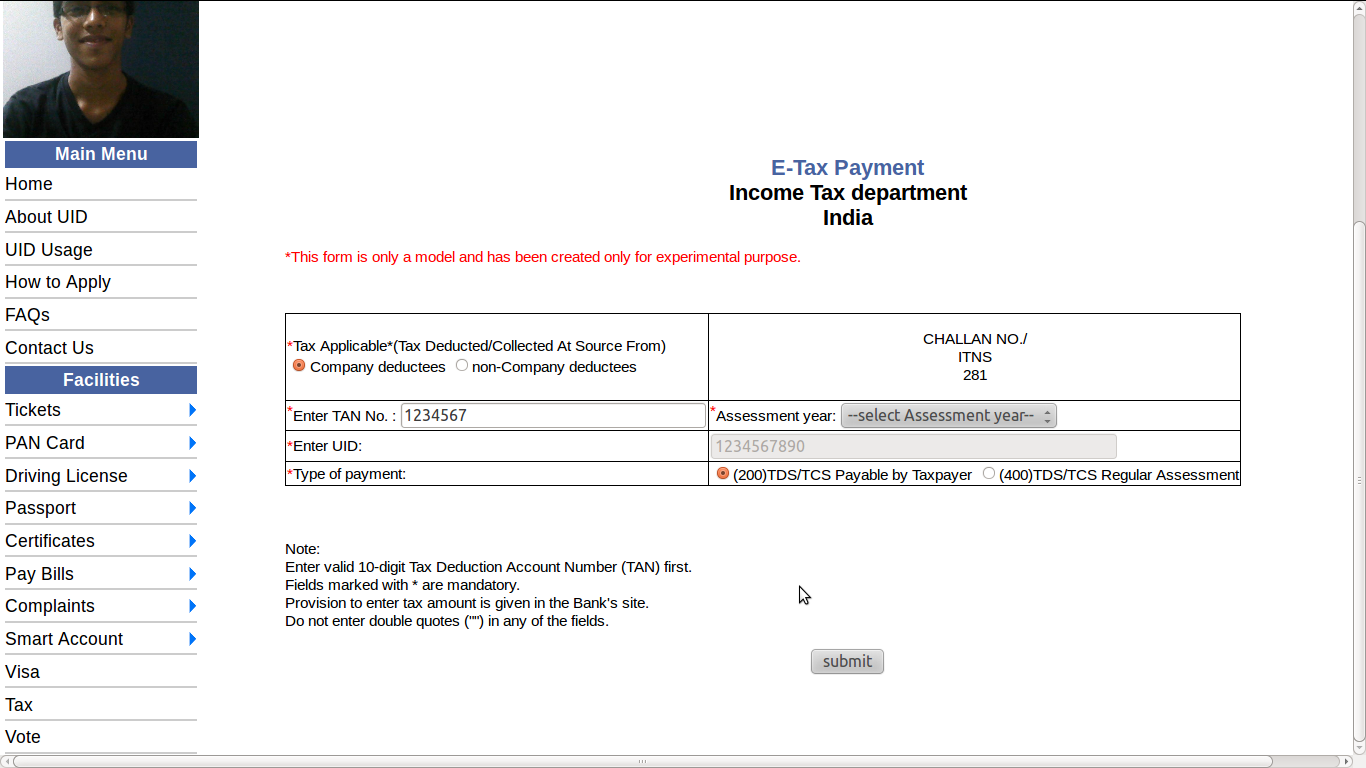 Main Menu
Home
About UID
UID Usage
How to Apply
FAQs
Contact Us
Facilities
Tickets
PAN Card
Driving License
Passport
Certificates
Pay Bills
Complaints
Smart Account
Visa
Tax
Vote
E-Tax Payment
Income Tax department
India
*This form is only a model and has been created only for experimental purpose.
*Tax Applicable*(Tax Deducted/Collected At Source From)
Company deductees non-Company deductees
CHALLAN NO./
ITNS
281
*Enter TAN No. : 1234567
*Assessment year: --select Assessment year--
*Enter UID: 1234567890
*Type of payment: (200)TDS/TCS Payable by Taxpayer (400)TDS/TCS Regular Assessment
Note:
Enter valid 10-digit Tax Deduction Account Number (TAN) first.
Fields marked with * are mandatory.
Provision to enter tax amount is given in the Bank's site.
Do not enter double quotes ("") in any of the fields.
submit